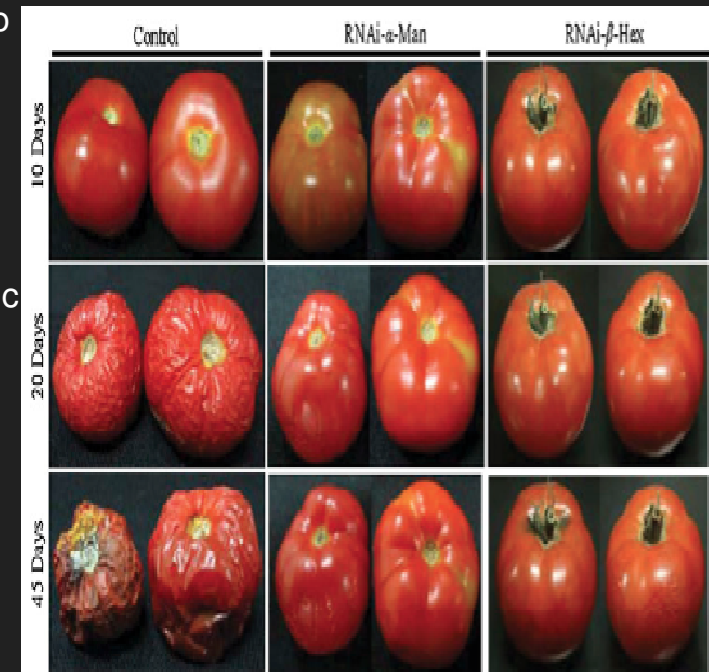 b
Control RNAi-α-Man RNAi-β-Hex
10 Days
c
20 Days
45 Days